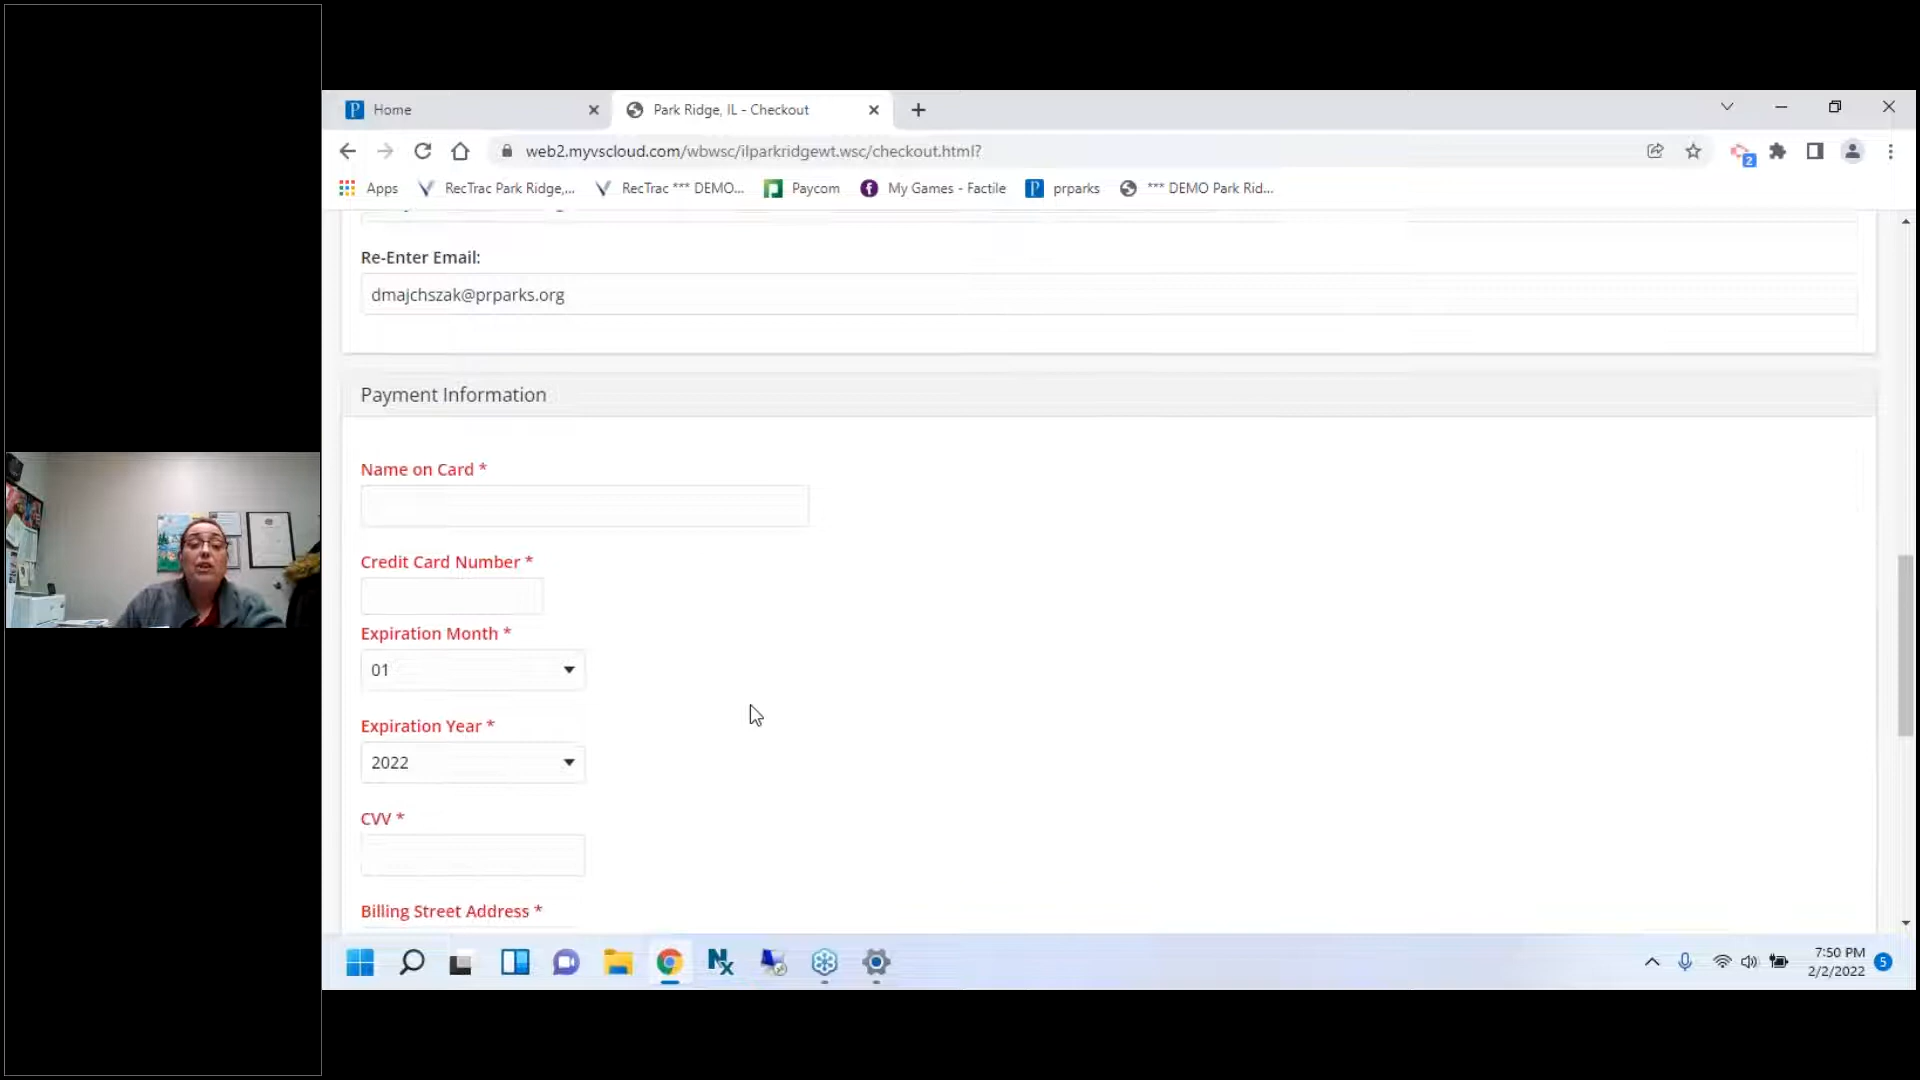 Home
Park Ridge, IL - Checkout
web2.myvscloud.com/wbwsc/ilparkridgewt.wsc/checkout.html?
2
Apps
RecTrac Park Ridge,...
RecTrac *** DEMO...
Paycom
My Games - Factile
prparks
*** DEMO Park Rid...
Re-Enter Email:
dmajchszak@prparks.org
Payment Information
Name on Card *
Credit Card Number *
Expiration Month *
01
Expiration Year *
2022
CVV *
Billing Street Address *
7:50 PM
2/2/2022
5